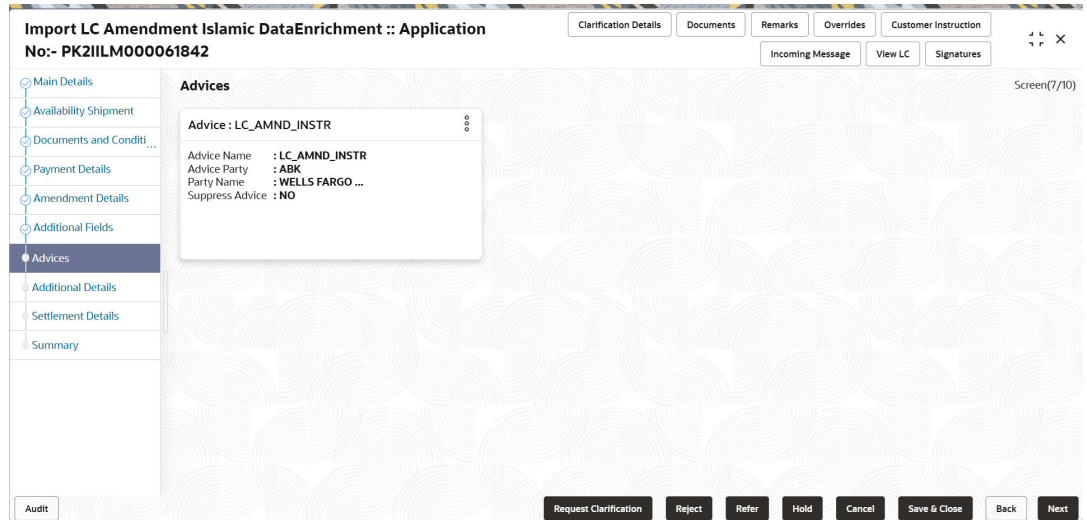 Import LC Amendment Islamic DataEnrichment :: Application
No:- PK2IILM000061842
Clarification Details
Documents
Remarks
Overrides
Customer Instruction
Incoming Message
View LC
Signatures
Main Details
Availability Shipment
Documents and Conditi...
Payment Details
Amendment Details
Additional Fields
Advices
Additional Details
Settlement Details
Summary
Advices
Screen(7/10)
Advice : LC_AMND_INSTR
Advice Name : LC_AMND_INSTR
Advice Party : ABK
Party Name : WELLS FARGO ...
Suppress Advice : NO
Audit
Request Clarification
Reject
Refer
Hold
Cancel
Save & Close
Back
Next